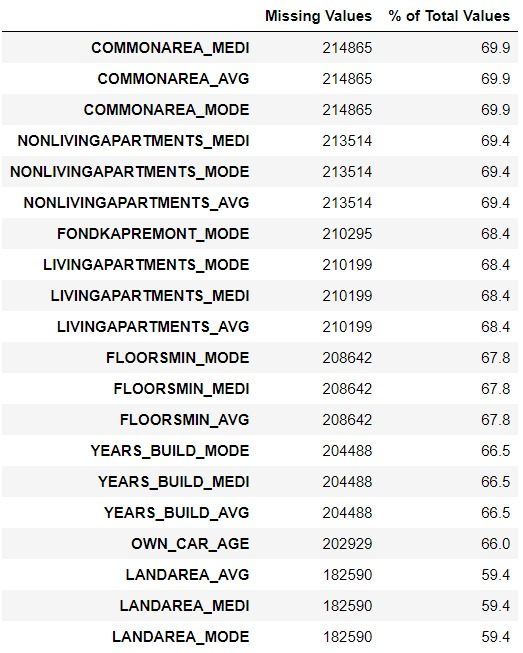 Missing Values % of Total Values
COMMONAREA_MEDI 214865 69.9
COMMONAREA_AVG 214865 69.9
COMMONAREA_MODE 214865 69.9
NONLIVINGAPARTMENTS_MEDI 213514 69.4
NONLIVINGAPARTMENTS_MODE 213514 69.4
NONLIVINGAPARTMENTS_AVG 213514 69.4
FONDKAPREMONT_MODE 210295 68.4
LIVINGAPARTMENTS_MODE 210199 68.4
LIVINGAPARTMENTS_MEDI 210199 68.4
LIVINGAPARTMENTS_AVG 210199 68.4
FLOORSMIN_MODE 208642 67.8
FLOORSMIN_MEDI 208642 67.8
FLOORSMIN_AVG 208642 67.8
YEARS_BUILD_MODE 204488 66.5
YEARS_BUILD_MEDI 204488 66.5
YEARS_BUILD_AVG 204488 66.5
OWN_CAR_AGE 202929 66.0
LANDAREA_AVG 182590 59.4
LANDAREA_MEDI 182590 59.4
LANDAREA_MODE 182590 59.4